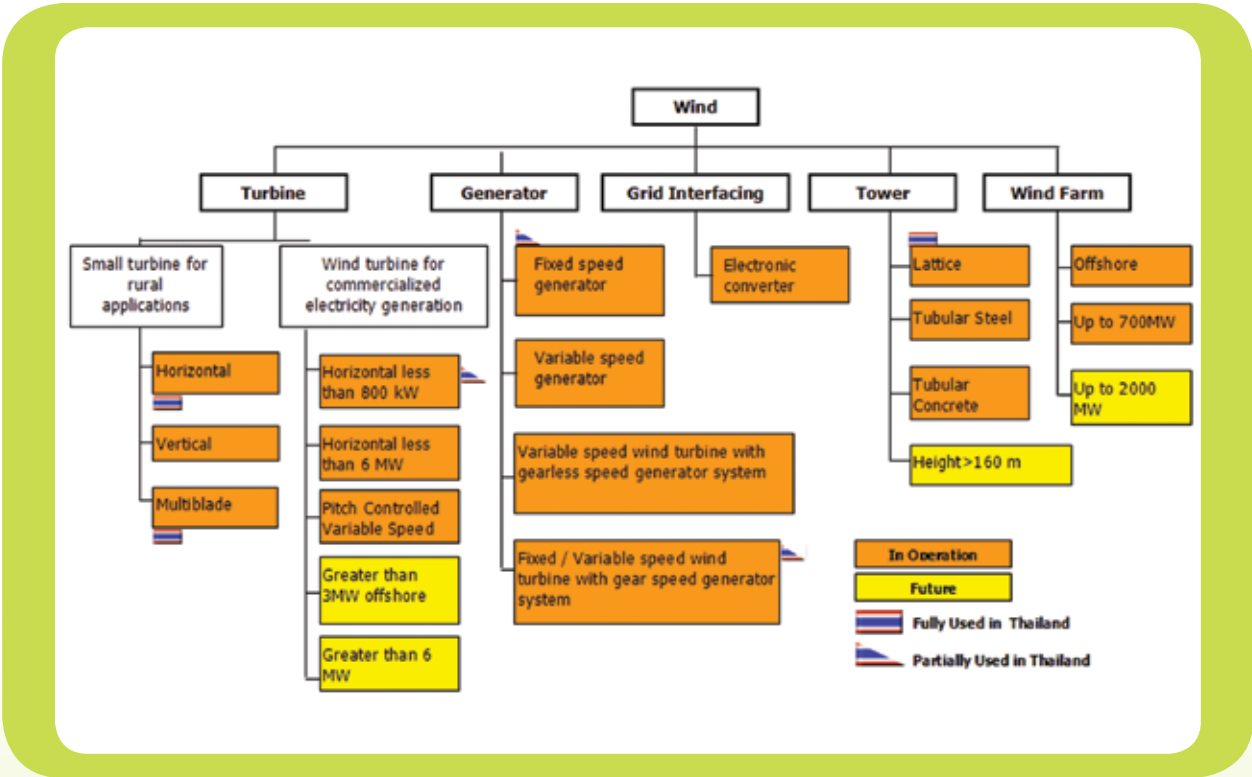 Wind
Turbine
Generator
Grid Interfacing
Tower
Wind Farm
Small turbine for
rural
applications
Horizontal
Vertical
Multiblade
Wind turbine for
commercialized
electricity generation
Horizontal less
than 800 kW
Horizontal less
than 6 MW
Pitch Controlled
Variable Speed
Greater than
3MW offshore
Greater than 6
MW
Fixed speed
generator
Variable speed
generator
Variable speed wind turbine with
gearless speed generator system
Fixed / Variable speed wind
turbine with gear speed generator
system
Electronic
converter
Lattice
Tubular Steel
Tubular
Concrete
Height>160 m
Offshore
Up to 700MW
Up to 2000
MW
In Operation
Future
Fully Used in Thailand
Partially Used in Thailand